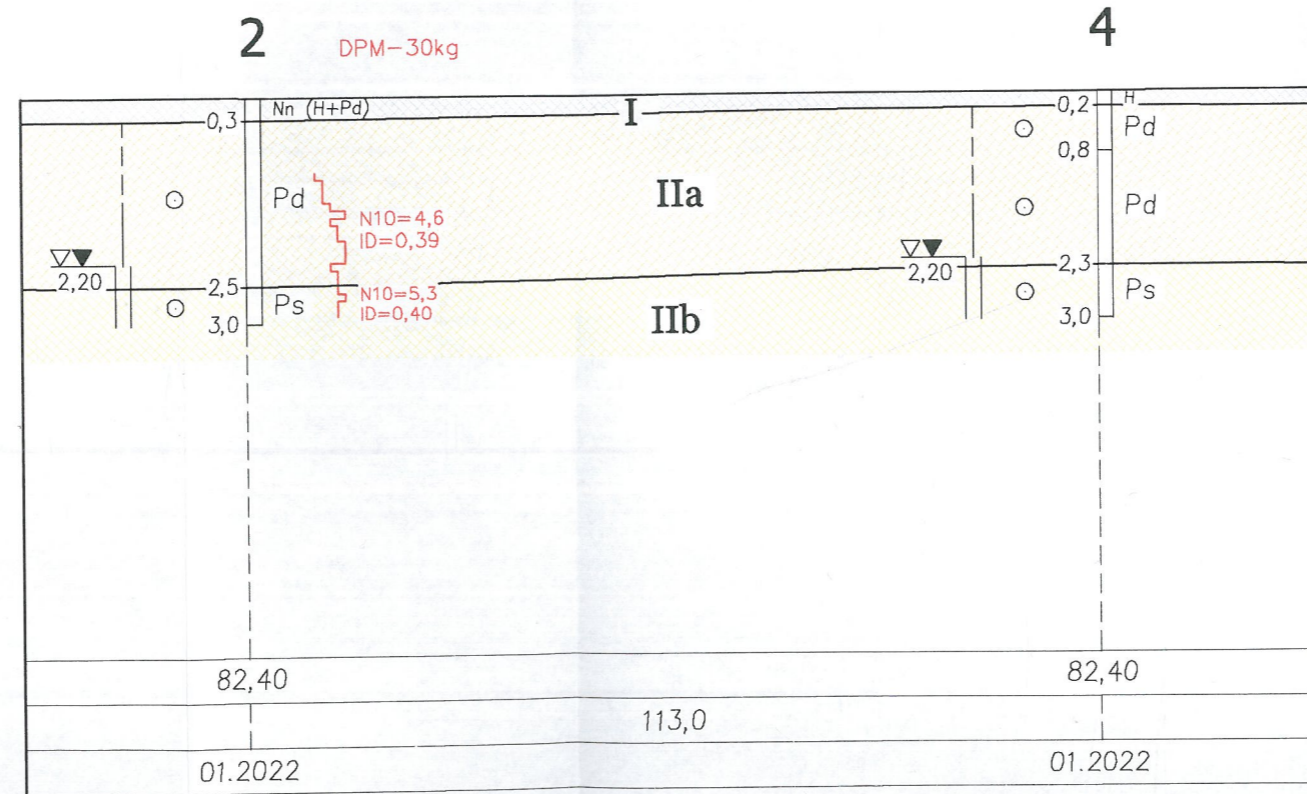 2
4
DPM-30kg
Nn (H+Pd)
I
H
0,3
0,2
Pd
0,8
Pd
IIa
Pd
N10=4,6
ID=0,39
2,20
2,20
2,5
2,3
Ps
N10=5,3
ID=0,40
Ps
3,0
IIb
3,0
82,40
82,40
113,0
01.2022
01.2022